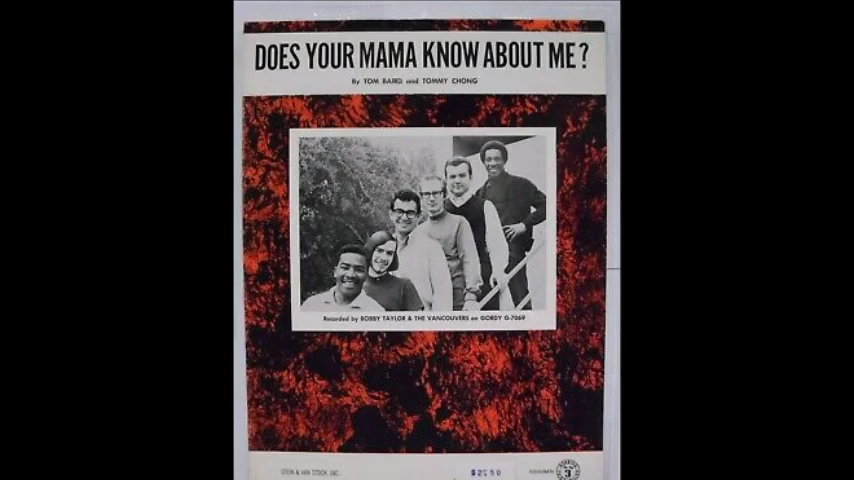 DOES YOUR MAMA KNOW ABOUT ME?
By TOM BAIRD and TOMMY CHONG
Recorded by BOBBY TAYLOR & THE VANCOUVERS on GORDY G-7069
STEIN & VAN STOCK, INC.
3